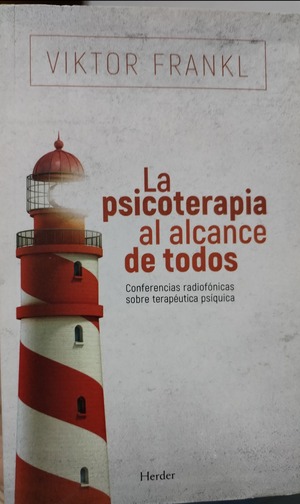 VIKTOR FRANKL
La
psicoterapia
al alcance
de todos
Conferencias radiofónicas
sobre terapéutica psíquica
Herder